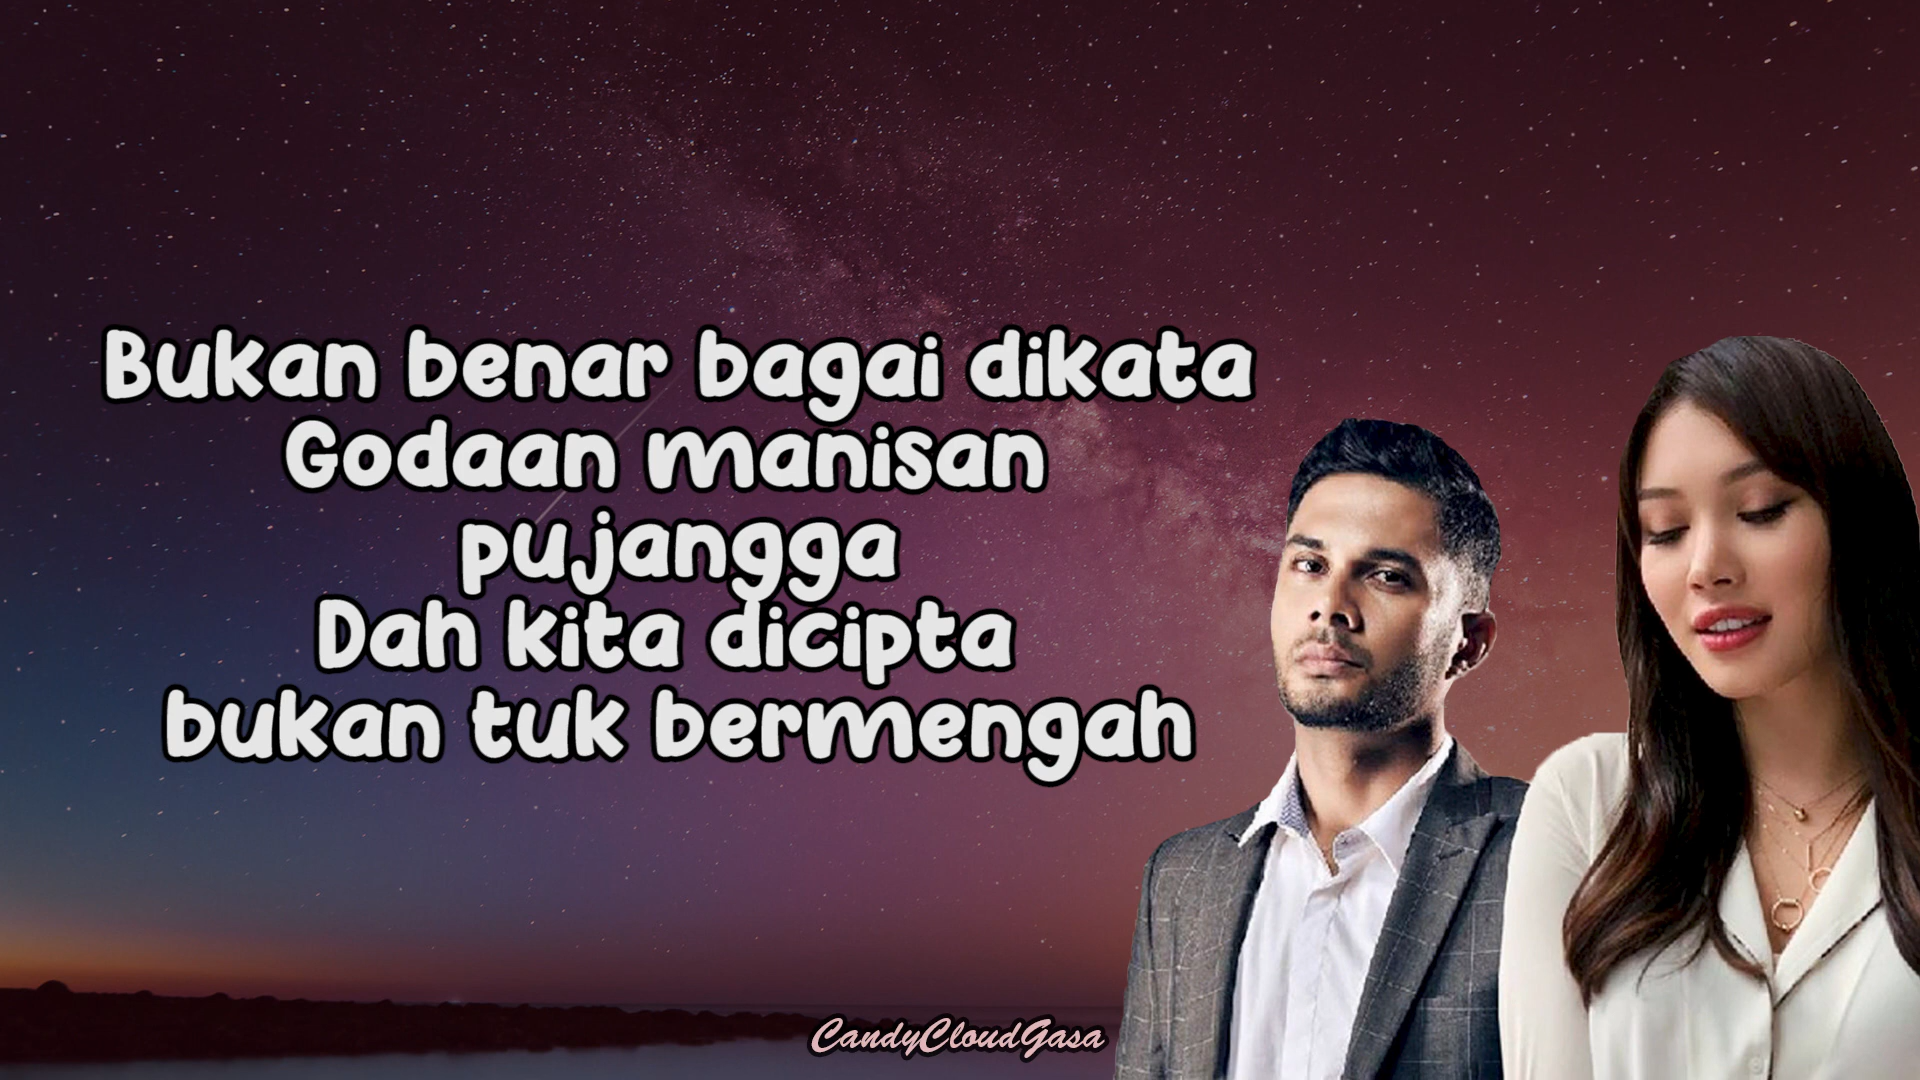 Bukan benar bagai dikata
Godaan manisan
pujangga
Dah kita dicipta
bukan tuk bermengah
CandyCloudGasa